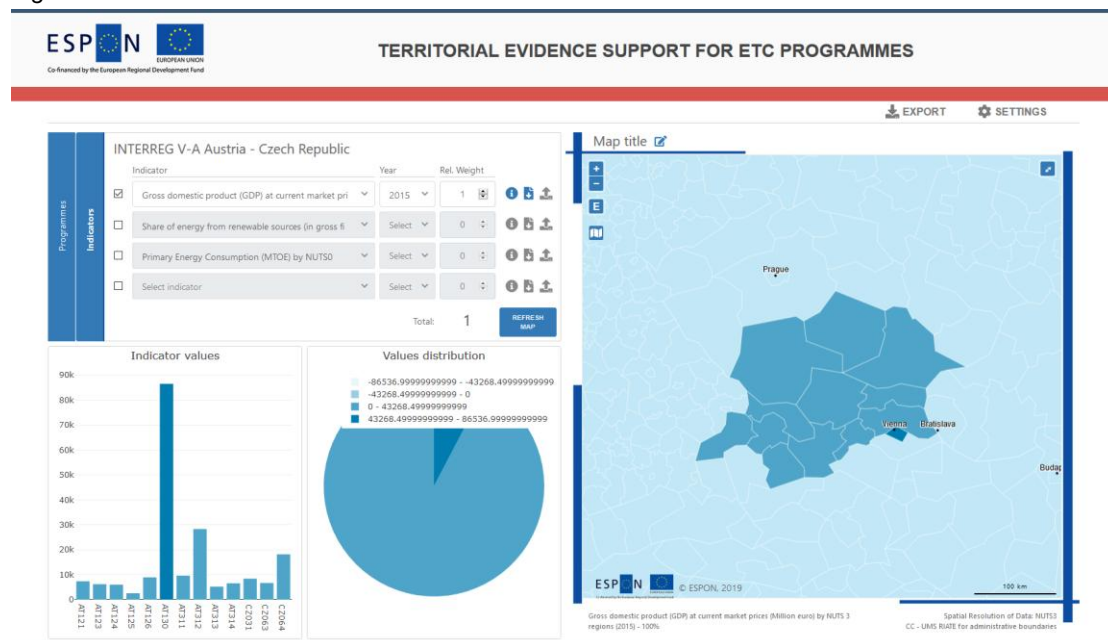 ESPON
EUROPEAN UNION
Co-financed by the European Regional Development Fund
TERRITORIAL EVIDENCE SUPPORT FOR ETC PROGRAMMES
EXPORT
SETTINGS
Programmes
Indicators
INTERREG V-A Austria - Czech Republic
Indicator Year Rel. Weight
Gross domestic product (GDP) at current market pri 2015 1
Share of energy from renewable sources (in gross fi Select 0
Primary Energy Consumption (MTOE) by NUTS0 Select 0
Select indicator Select 0
Total: 1 REFRESH MAP
Indicator values
90k
80k
70k
60k
50k
40k
30k
20k
10k
0
AT121
AT123
AT124
AT125
AT126
AT130
AT311
AT312
AT313
AT314
CZ031
CZ063
CZ064
Values distribution
-86536.99999999999 - -43268.49999999999
-43268.49999999999 - 0
0 - 43268.49999999999
43268.49999999999 - 86536.99999999999
Map title
+
−
E
Prague
Vienna
Bratislava
Budap
ESPON
© ESPON, 2019
100 km
Gross domestic product (GDP) at current market prices (Million euro) by NUTS 3
regions (2015) - 100%
Spatial Resolution of Data: NUTS3
CC - UMS RIATE for administrative boundaries